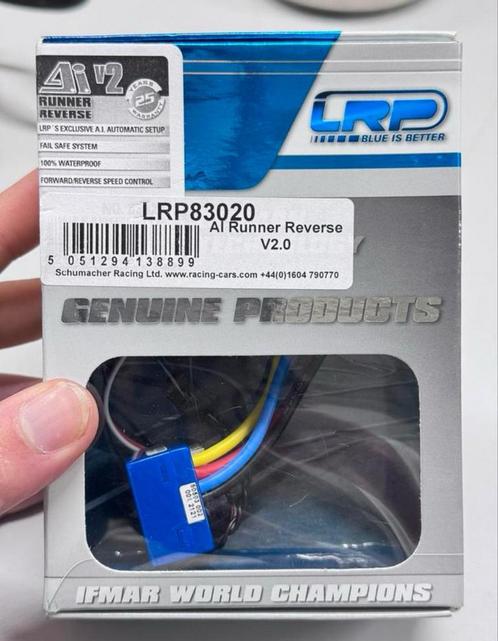 Ai V2
RUNNER
REVERSE
YEARS
25
WARRANTY
LRP´S EXCLUSIVE A.I. AUTOMATIC SETUP
FAIL SAFE SYSTEM
100% WATERPROOF
FORWARD/REVERSE SPEED CONTROL
LRP
BLUE IS BETTER
NO.
LRP83020
AI Runner Reverse
V2.0
5 051294 138899
Schumacher Racing Ltd. www.racing-cars.com +44(0)1604 790770
GENUINE PRODUCTS
IFMAR WORLD CHAMPIONS